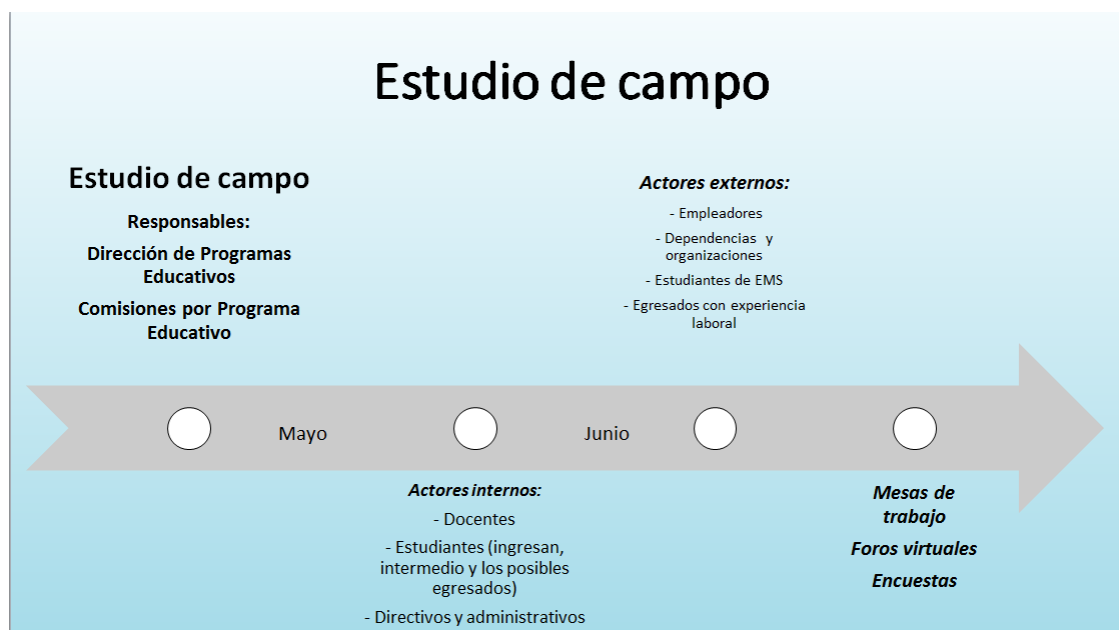 Estudio de campo
Estudio de campo
Responsables:
Dirección de Programas
Educativos
Comisiones por Programa
Educativo
Actores externos:
- Empleadores
- Dependencias y
organizaciones
- Estudiantes de EMS
- Egresados con experiencia
laboral
Mayo
Junio
Actores internos:
- Docentes
- Estudiantes (ingresan,
intermedio y los posibles
egresados)
- Directivos y administrativos
Mesas de
trabajo
Foros virtuales
Encuestas